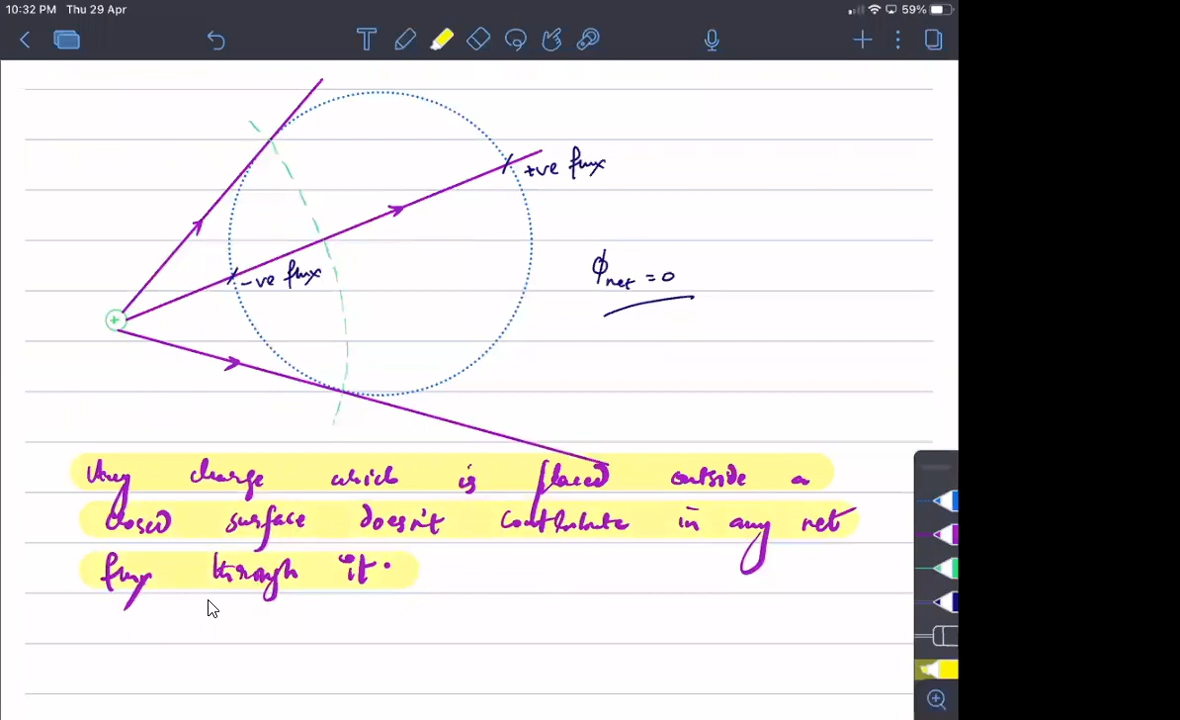 10:32 PM Thu 29 Apr
59%
+ve flux
-ve flux
ϕnet = 0
+
Any charge which is placed outside a
closed surface doesn't contribute in any net
flux through it.